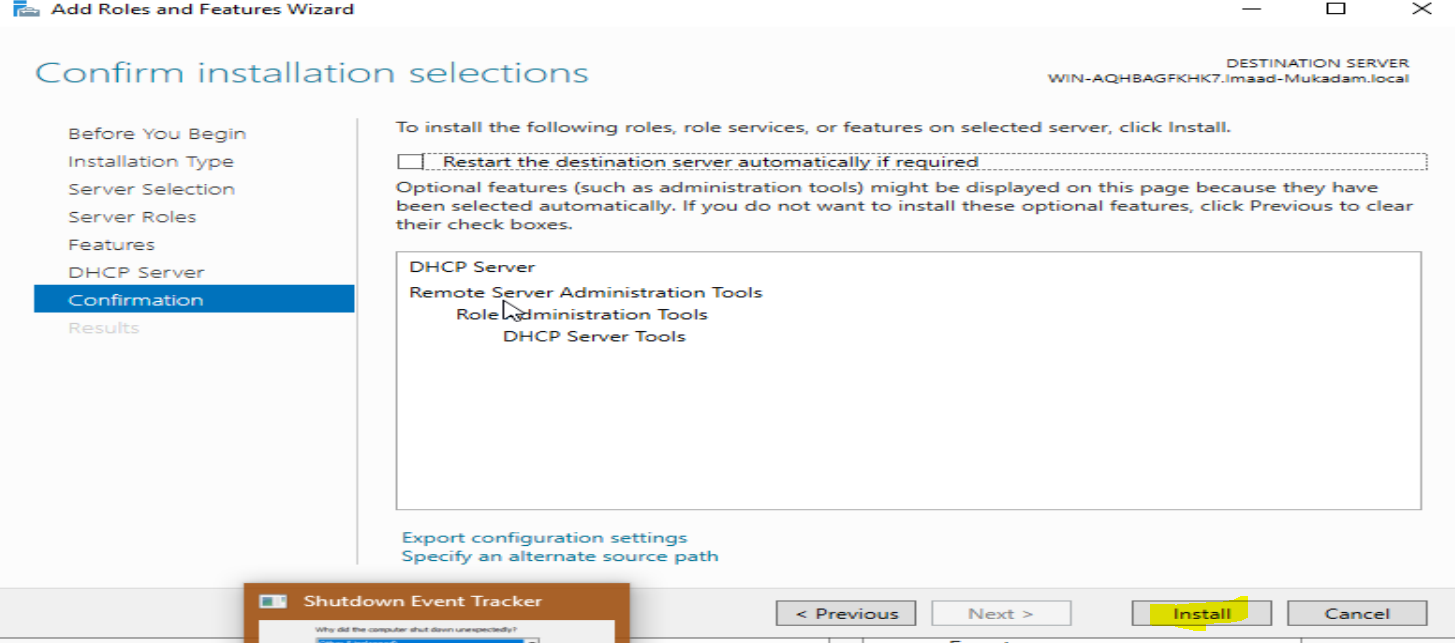 Add Roles and Features Wizard
Confirm installation selections
DESTINATION SERVER
WIN-AQHBAGFKHK7.Imaad-Mukadam.local
Before You Begin
Installation Type
Server Selection
Server Roles
Features
DHCP Server
Confirmation
Results
To install the following roles, role services, or features on selected server, click Install.
Restart the destination server automatically if required
Optional features (such as administration tools) might be displayed on this page because they have
been selected automatically. If you do not want to install these optional features, click Previous to clear
their check boxes.
DHCP Server
Remote Server Administration Tools
Role Administration Tools
DHCP Server Tools
Export configuration settings
Specify an alternate source path
Shutdown Event Tracker
Why did the computer shut down unexpectedly?
< Previous
Next >
Install
Cancel